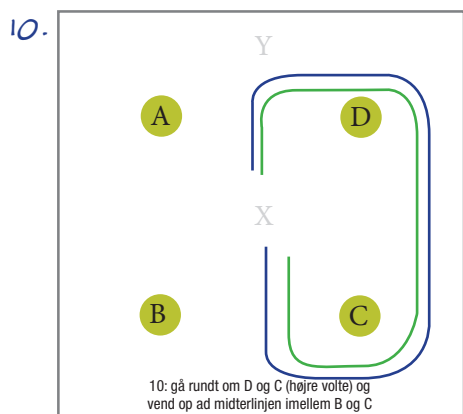 10.
Y
A
D
X
B
C
10: gå rundt om D og C (højre volte) og
vend op ad midterlinjen imellem B og C